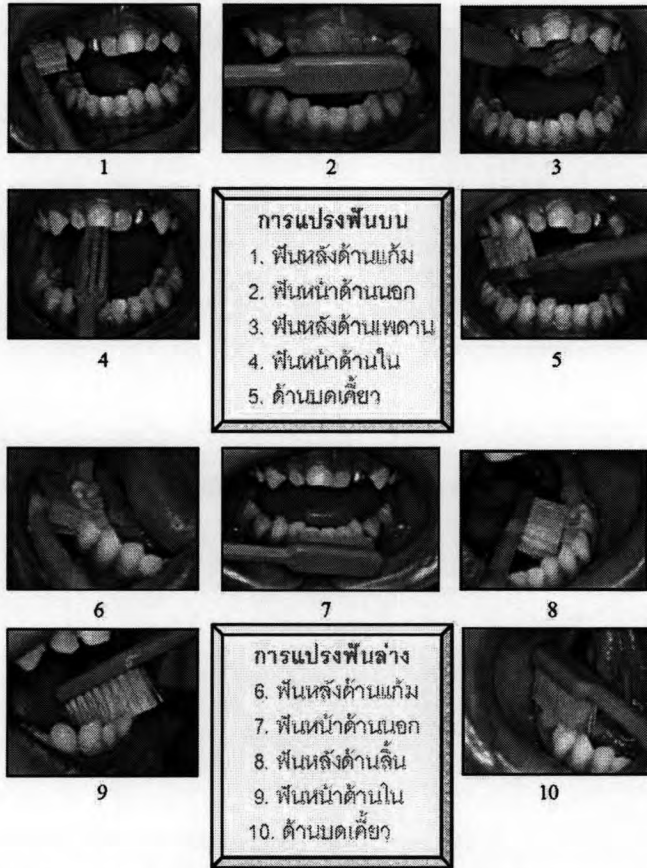 1 2 3
การแปรงฟันบน
1. ฟันหลังด้านแก้ม
2. ฟันหน้าด้านนอก
3. ฟันหลังด้านเพดาน
4. ฟันหน้าด้านใน
5. ด้านบดเคี้ยว
4 5
6 7 8
การแปรงฟันล่าง
6. ฟันหลังด้านแก้ม
7. ฟันหน้าด้านนอก
8. ฟันหลังด้านลิ้น
9. ฟันหน้าด้านใน
10. ด้านบดเคี้ยว
9 10